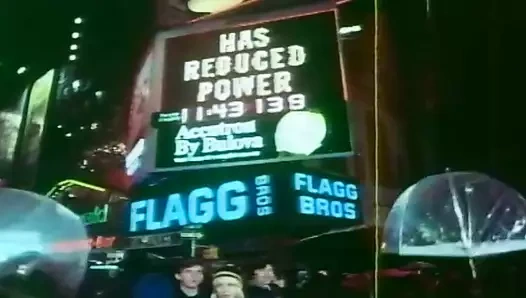 HAS
REDUCED
POWER
11:43 138
Accutron
By Bulova
FLAGG BROS
FLAGG
BROS